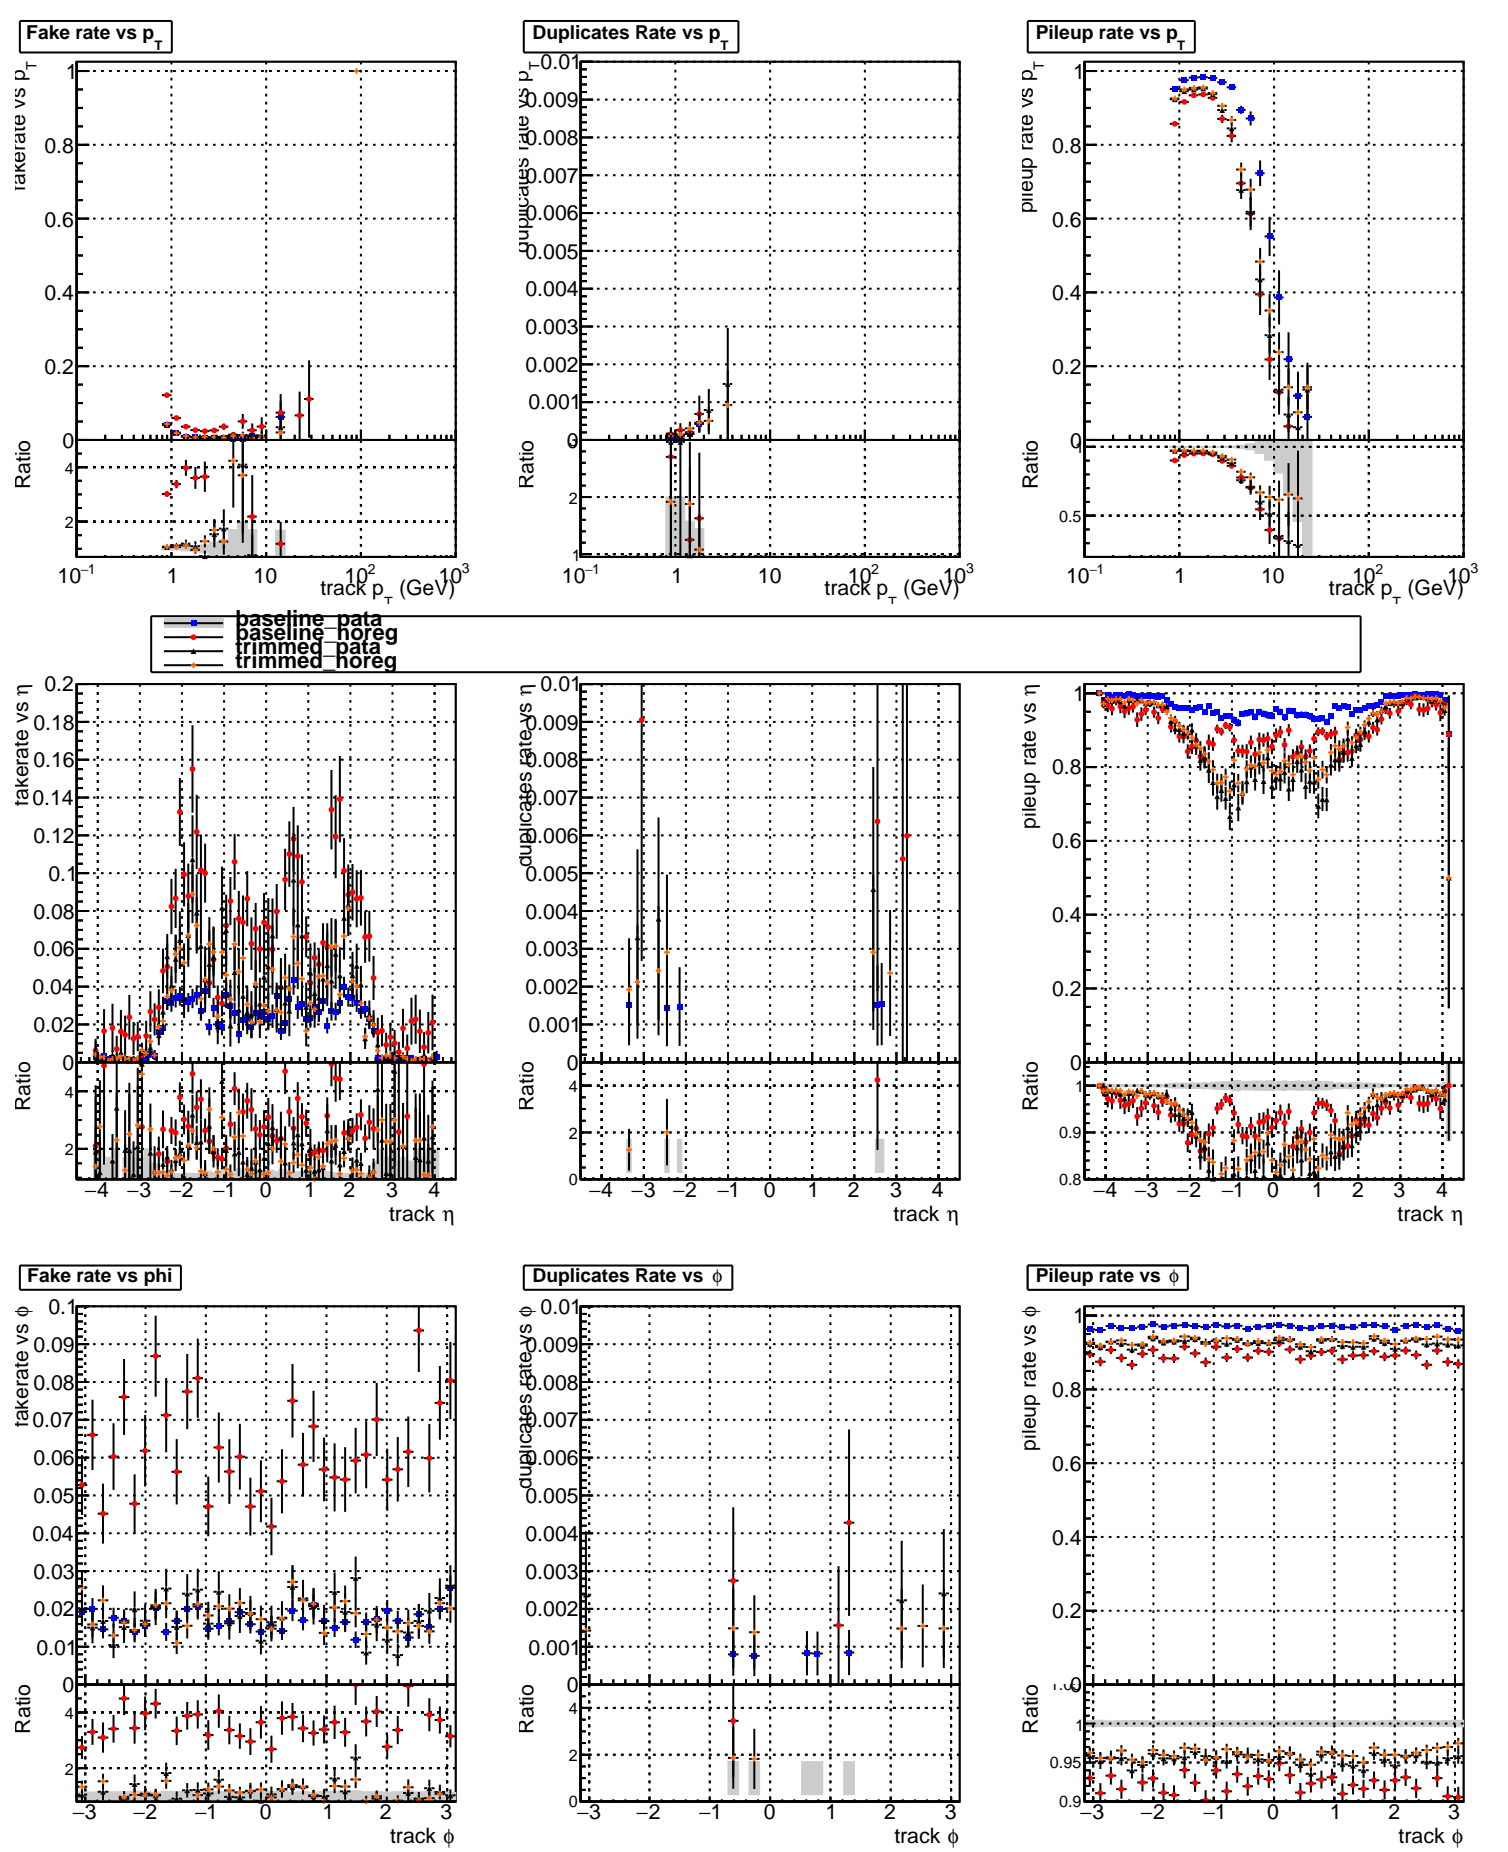 Fake rate vs pT
Duplicates Rate vs pT
Pileup rate vs pT
fakerate vs pT
duplicates rate vs pT
pileup rate vs pT
1
0.8
0.6
0.4
0.2
0
0.01
0.009
0.008
0.007
0.006
0.005
0.004
0.003
0.002
0.001
0
1
0.8
0.6
0.4
0.2
0
Ratio
4
2
Ratio
2
1
Ratio
1
0.5
10−1 1 10 102 103
10−1 1 10 102 103
10−1 1 10 102 103
track pT (GeV)
track pT (GeV)
track pT (GeV)
baseline_pata
baseline_noreg
trimmed_pata
trimmed_noreg
fakerate vs η
duplicates rate vs η
pileup rate vs η
0.2
0.18
0.16
0.14
0.12
0.1
0.08
0.06
0.04
0.02
0
0.01
0.009
0.008
0.007
0.006
0.005
0.004
0.003
0.002
0.001
0
1
0.8
0.6
0.4
0.2
0
Ratio
4
2
Ratio
4
2
0
Ratio
1
0.9
0.8
−4 −3 −2 −1 0 1 2 3 4
−4 −3 −2 −1 0 1 2 3 4
−4 −3 −2 −1 0 1 2 3 4
track η
track η
track η
Fake rate vs phi
Duplicates Rate vs ϕ
Pileup rate vs ϕ
fakerate vs ϕ
duplicates rate vs ϕ
pileup rate vs ϕ
0.1
0.09
0.08
0.07
0.06
0.05
0.04
0.03
0.02
0.01
0
0.01
0.009
0.008
0.007
0.006
0.005
0.004
0.003
0.002
0.001
0
1
0.8
0.6
0.4
0.2
0
Ratio
4
2
Ratio
4
2
0
Ratio
1
0.95
0.9
−3 −2 −1 0 1 2 3
−3 −2 −1 0 1 2 3
−3 −2 −1 0 1 2 3
track ϕ
track ϕ
track ϕ